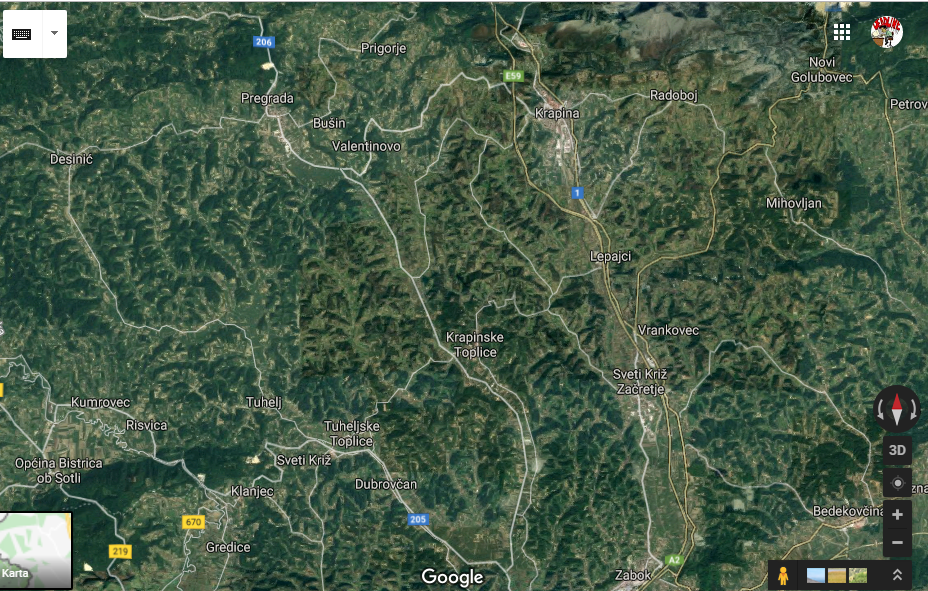 206
Prigorje
E59
Novi
Golubovec
Pregrada
Radoboj
Krapina
Bušin
Valentinovo
Desinić
1
Mihovljan
Lepajci
Vrankovec
Krapinske
Toplice
Sveti Križ
Začretje
Kumrovec
Tuhelj
Risvica
Tuheljske
Toplice
Sveti Križ
Općina Bistrica
ob Sotli
Klanjec
Dubrovčan
3D
Bedekovčina
670
205
219
Gredice
Karta
Google
Zabok
A2